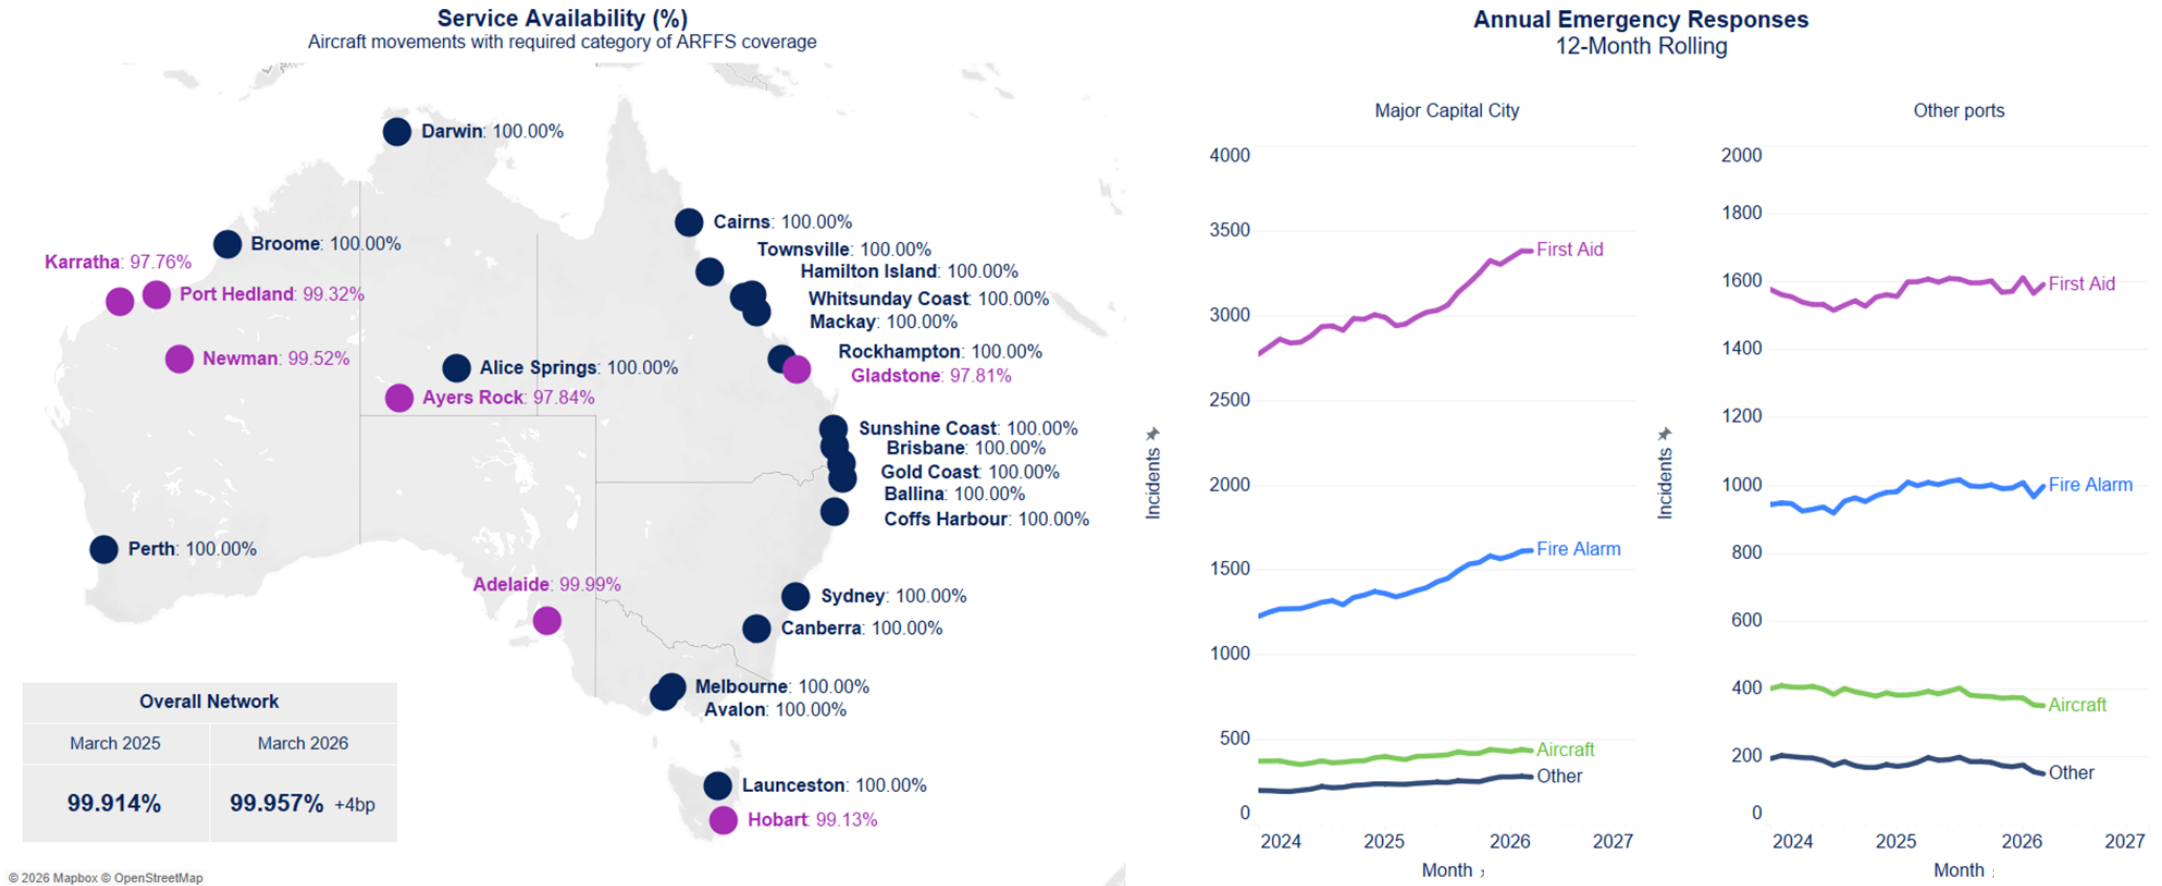 Service Availability (%)
Aircraft movements with required category of ARFFS coverage
Darwin: 100.00%
Cairns: 100.00%
Broome: 100.00%
Townsville: 100.00%
Karratha: 97.76%
Hamilton Island: 100.00%
Port Hedland: 99.32%
Whitsunday Coast: 100.00%
Mackay: 100.00%
Newman: 99.52%
Rockhampton: 100.00%
Alice Springs: 100.00%
Gladstone: 97.81%
Ayers Rock: 97.84%
Sunshine Coast: 100.00%
Brisbane: 100.00%
Gold Coast: 100.00%
Ballina: 100.00%
Coffs Harbour: 100.00%
Perth: 100.00%
Adelaide: 99.99%
Sydney: 100.00%
Canberra: 100.00%
Melbourne: 100.00%
Avalon: 100.00%
Launceston: 100.00%
Hobart: 99.13%
Overall Network
March 2025 March 2026
99.914% 99.957% +4bp
© 2026 Mapbox © OpenStreetMap
Annual Emergency Responses
12-Month Rolling
Major Capital City
4000
3500
3000
2500
2000
1500
1000
500
0
Incidents
First Aid
Fire Alarm
Aircraft
Other
2024 2025 2026 2027
Month
Other ports
2000
1800
1600
1400
1200
1000
800
600
400
200
0
Incidents
First Aid
Fire Alarm
Aircraft
Other
2024 2025 2026 2027
Month